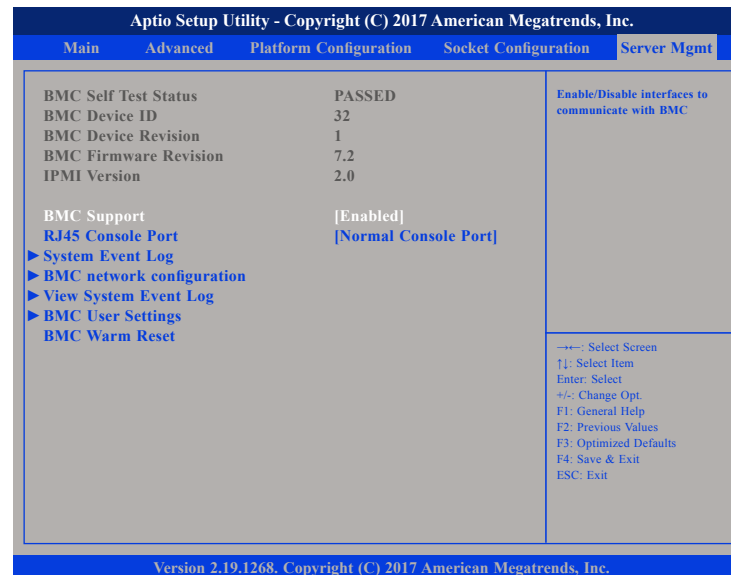 Aptio Setup Utility - Copyright (C) 2017 American Megatrends, Inc.
Main Advanced Platform Configuration Socket Configuration Server Mgmt
BMC Self Test Status PASSED
BMC Device ID 32
BMC Device Revision 1
BMC Firmware Revision 7.2
IPMI Version 2.0
BMC Support [Enabled]
RJ45 Console Port [Normal Console Port]
► System Event Log
► BMC network configuration
► View System Event Log
► BMC User Settings
BMC Warm Reset
Enable/Disable interfaces to
communicate with BMC
→←: Select Screen
↑↓: Select Item
Enter: Select
+/-: Change Opt.
F1: General Help
F2: Previous Values
F3: Optimized Defaults
F4: Save & Exit
ESC: Exit
Version 2.19.1268. Copyright (C) 2017 American Megatrends, Inc.